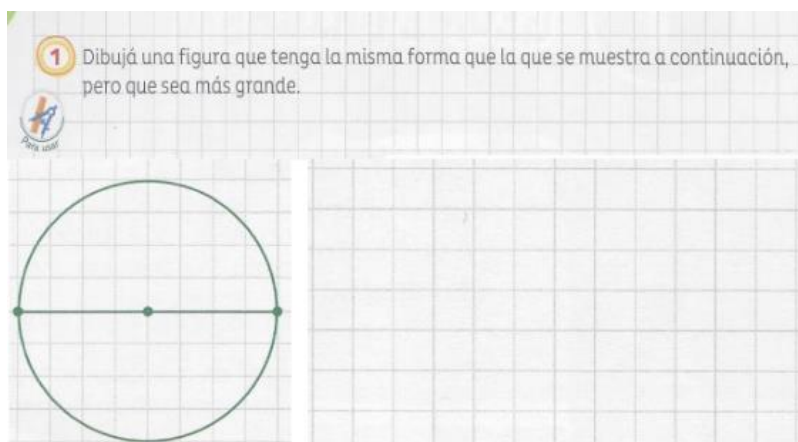 1 Dibujá una figura que tenga la misma forma que la que se muestra a continuación,
pero que sea más grande.
Para usar